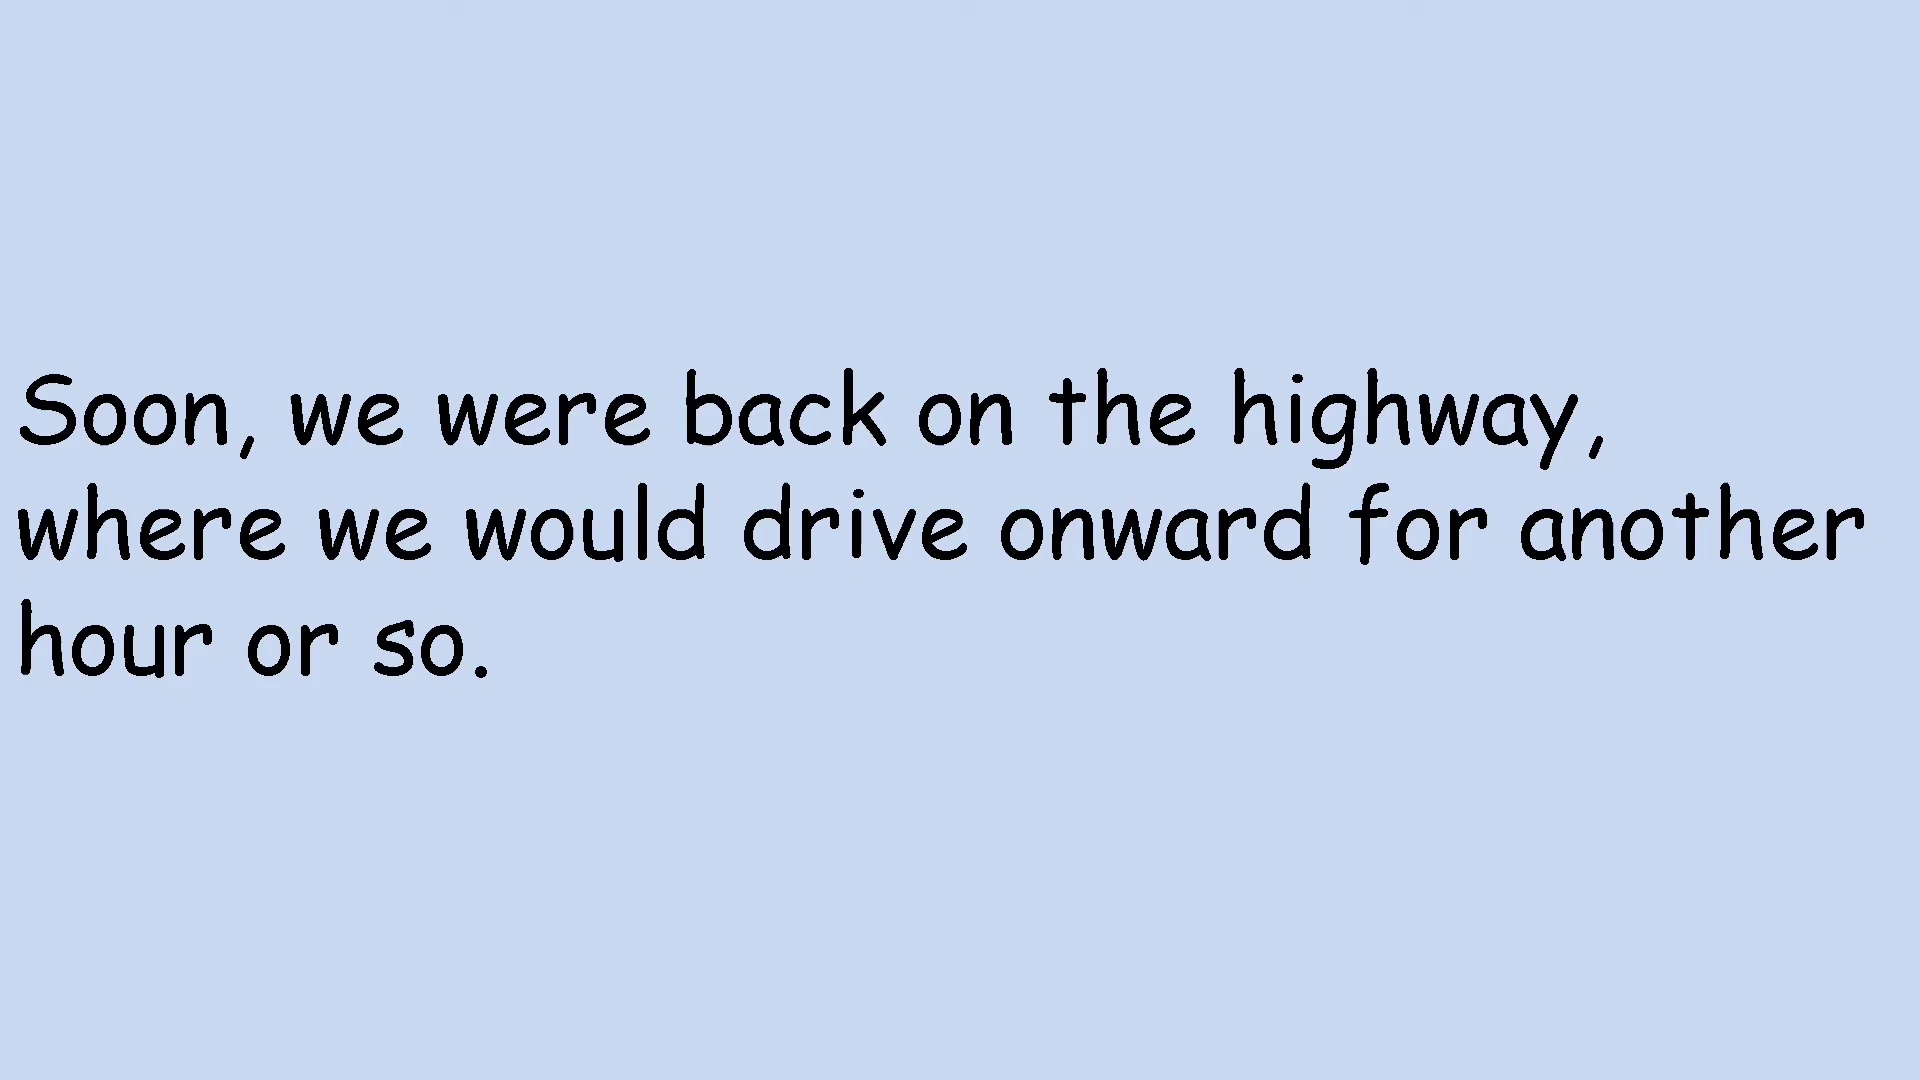 Soon, we were back on the highway,
where we would drive onward for another
hour or so.